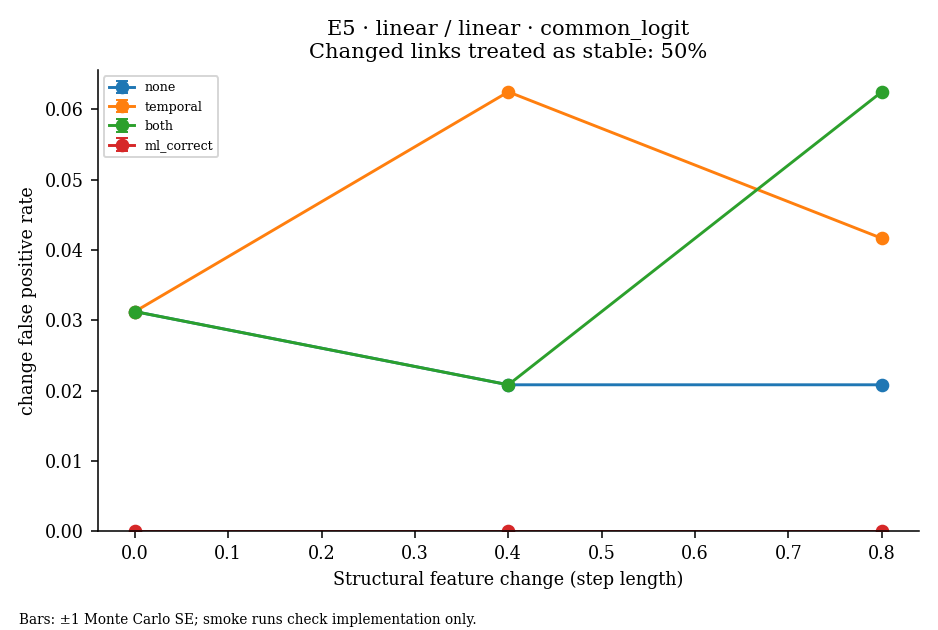 E5 · linear / linear · common_logit
Changed links treated as stable: 50%
none
temporal
both
ml_correct
change false positive rate
0.06
0.05
0.04
0.03
0.02
0.01
0.00
0.0 0.1 0.2 0.3 0.4 0.5 0.6 0.7 0.8
Structural feature change (step length)
Bars: ±1 Monte Carlo SE; smoke runs check implementation only.